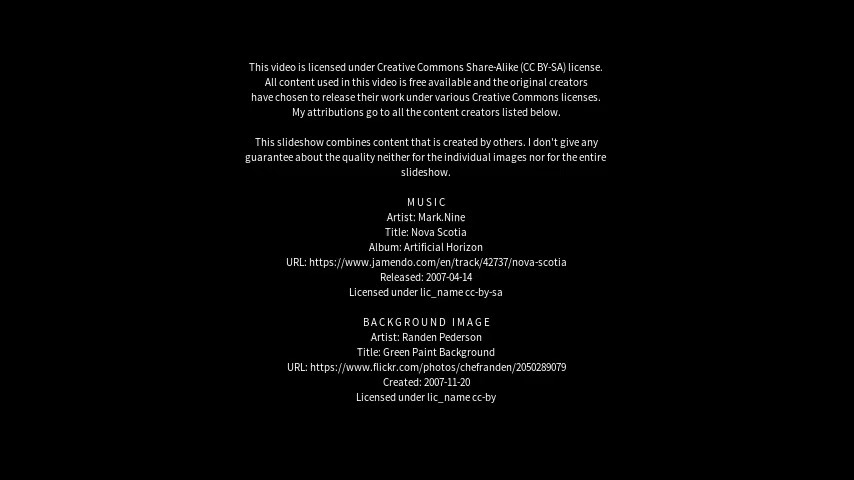 This video is licensed under Creative Commons Share-Alike (CC BY-SA) license.
All content used in this video is free available and the original creators
have chosen to release their work under various Creative Commons licenses.
My attributions go to all the content creators listed below.
This slideshow combines content that is created by others. I don't give any
guarantee about the quality neither for the individual images nor for the entire
slideshow.
MUSIC
Artist: Mark.Nine
Title: Nova Scotia
Album: Artificial Horizon
URL: https://www.jamendo.com/en/track/42737/nova-scotia
Released: 2007-04-14
Licensed under lic_name cc-by-sa
BACKGROUND IMAGE
Artist: Randen Pederson
Title: Green Paint Background
URL: https://www.flickr.com/photos/chefranden/2050289079
Created: 2007-11-20
Licensed under lic_name cc-by